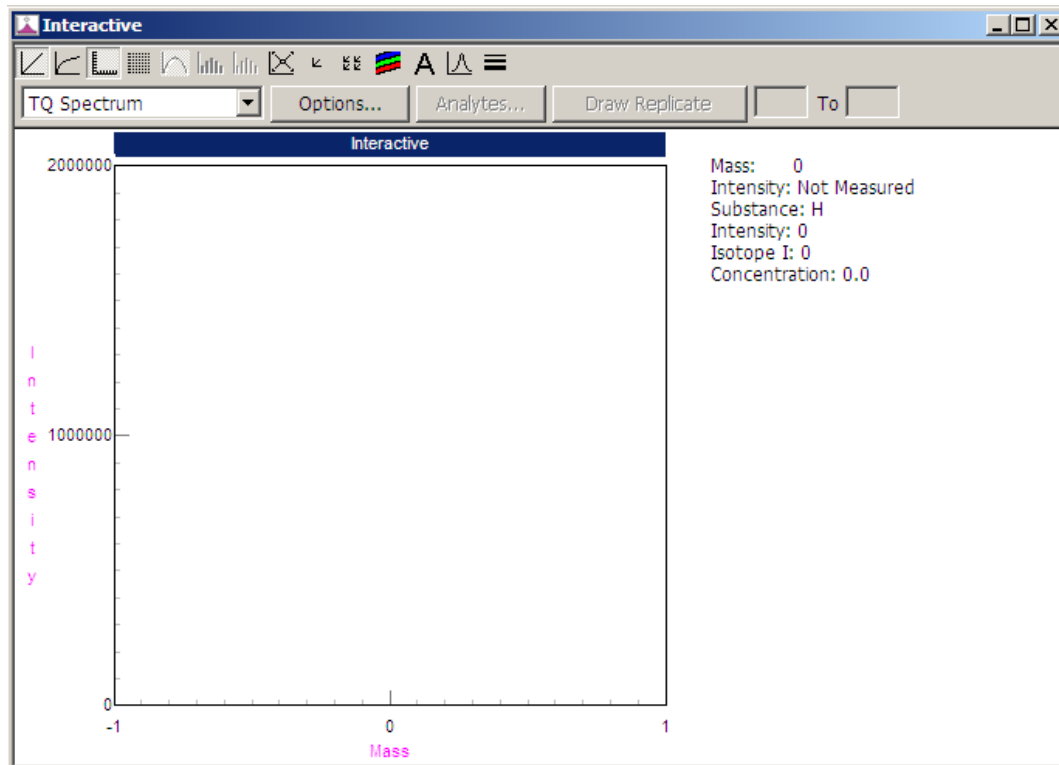 Interactive
A
TQ Spectrum Options... Analytes... Draw Replicate To
Interactive
2000000
1000000
0
-1 0 1
Intensity
Mass
Mass: 0
Intensity: Not Measured
Substance: H
Intensity: 0
Isotope I: 0
Concentration: 0.0